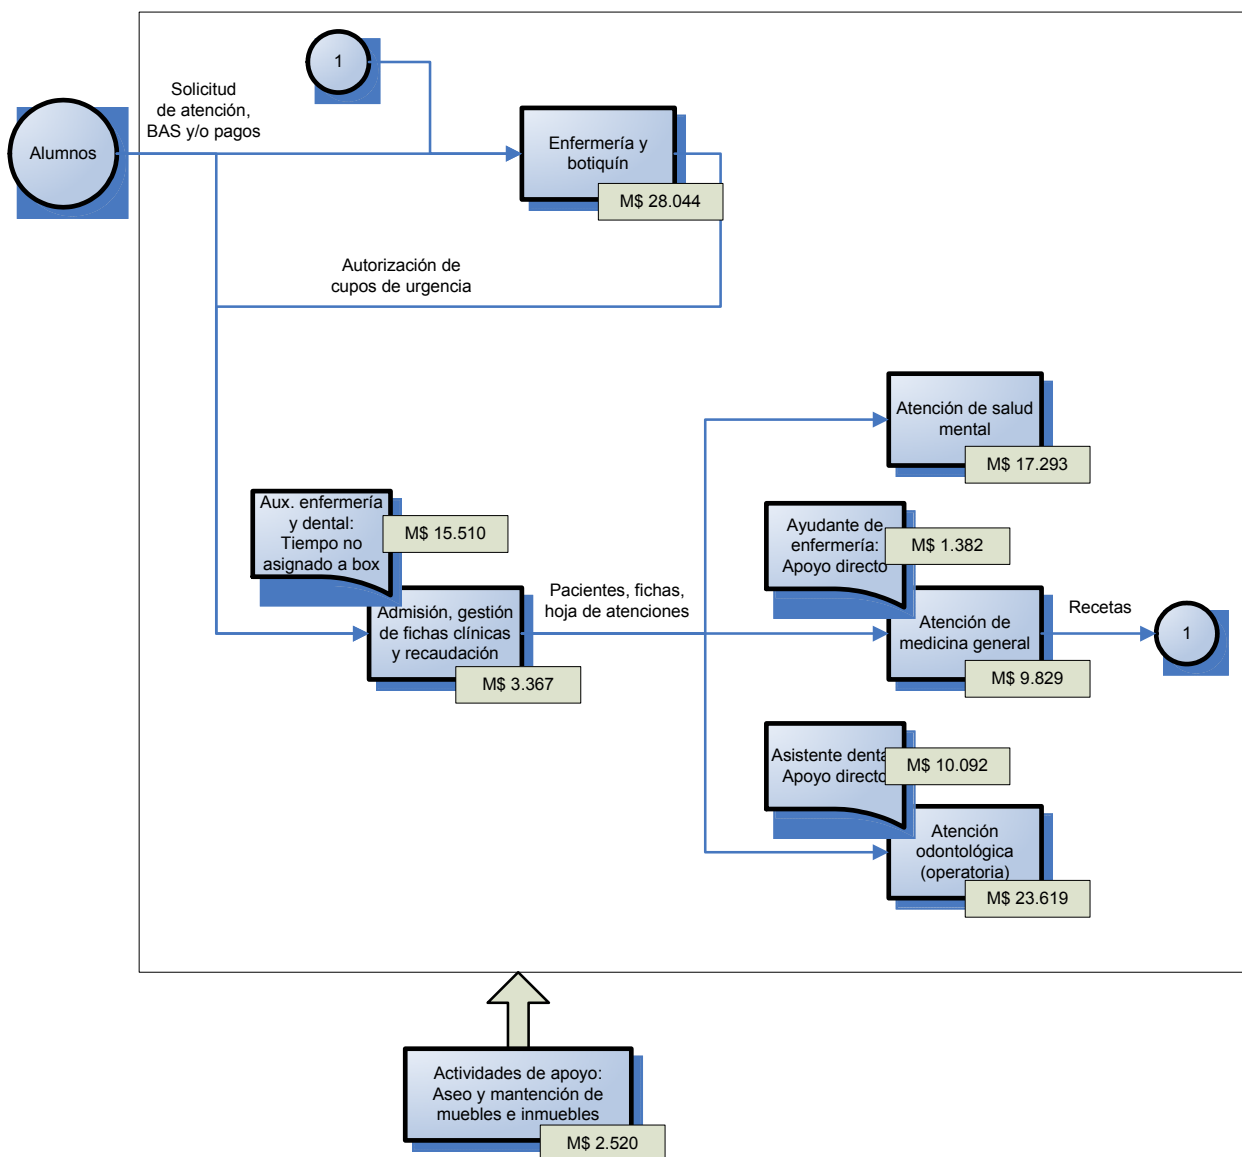 1
Solicitud
de atención,
BAS y/o pagos
Alumnos
Enfermería y
botiquín
M$ 28.044
Autorización de
cupos de urgencia
Atención de salud
mental
M$ 17.293
Aux. enfermería
y dental:
Tiempo no
asignado a box
M$ 15.510
Ayudante de
enfermería:
Apoyo directo
M$ 1.382
Admisión, gestión
de fichas clínicas
y recaudación
M$ 3.367
Pacientes, fichas,
hoja de atenciones
Atención de
medicina general
M$ 9.829
Recetas
1
Asistente denta
Apoyo directo
M$ 10.092
Atención
odontológica
(operatoria)
M$ 23.619
Actividades de apoyo:
Aseo y mantención de
muebles e inmuebles
M$ 2.520